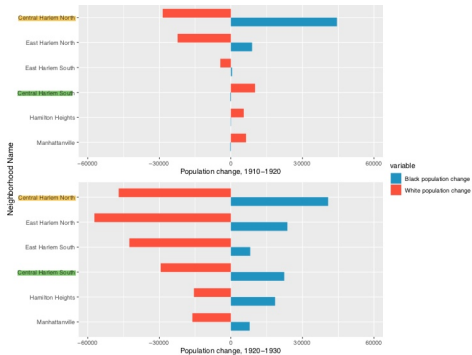 Central Harlem North
East Harlem North
East Harlem South
Central Harlem South
Hamilton Heights
Manhattanville
−60000 −30000 0 30000 60000
Population change, 1910−1920
Neighborhood Name
variable
Black population change
White population change
Central Harlem North
East Harlem North
East Harlem South
Central Harlem South
Hamilton Heights
Manhattanville
−60000 −30000 0 30000 60000
Population change, 1920−1930